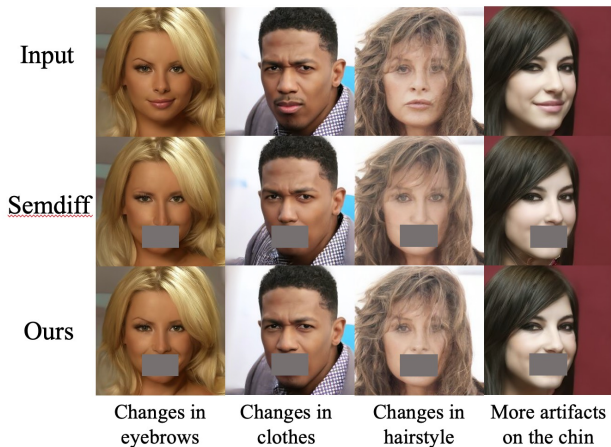 Input
Semdiff
Ours
Changes in
eyebrows
Changes in
clothes
Changes in
hairstyle
More artifacts
on the chin